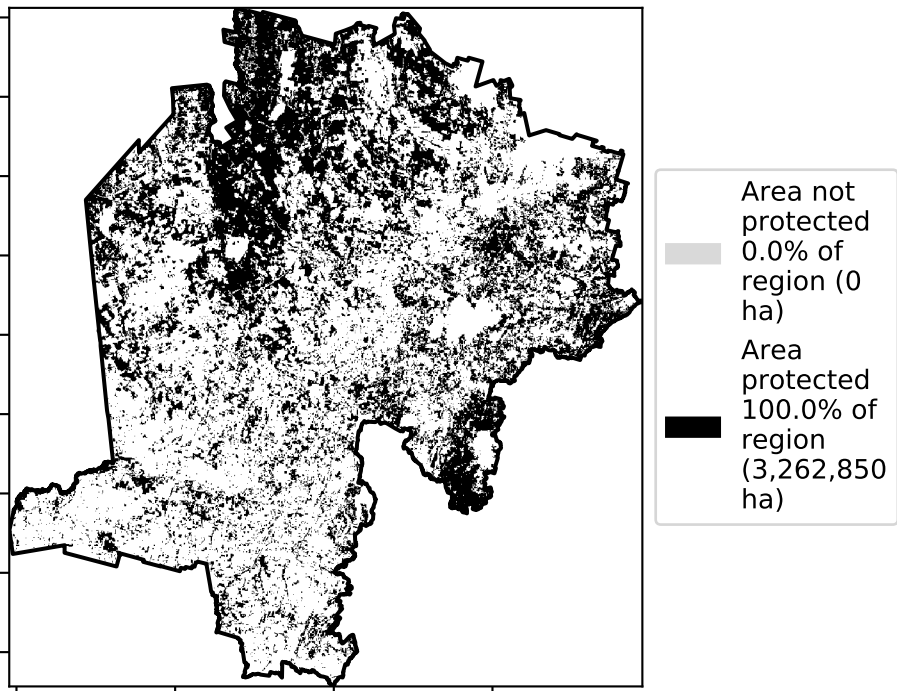 Area not
protected
0.0% of
region (0
ha)
Area
protected
100.0% of
region
(3,262,850
ha)